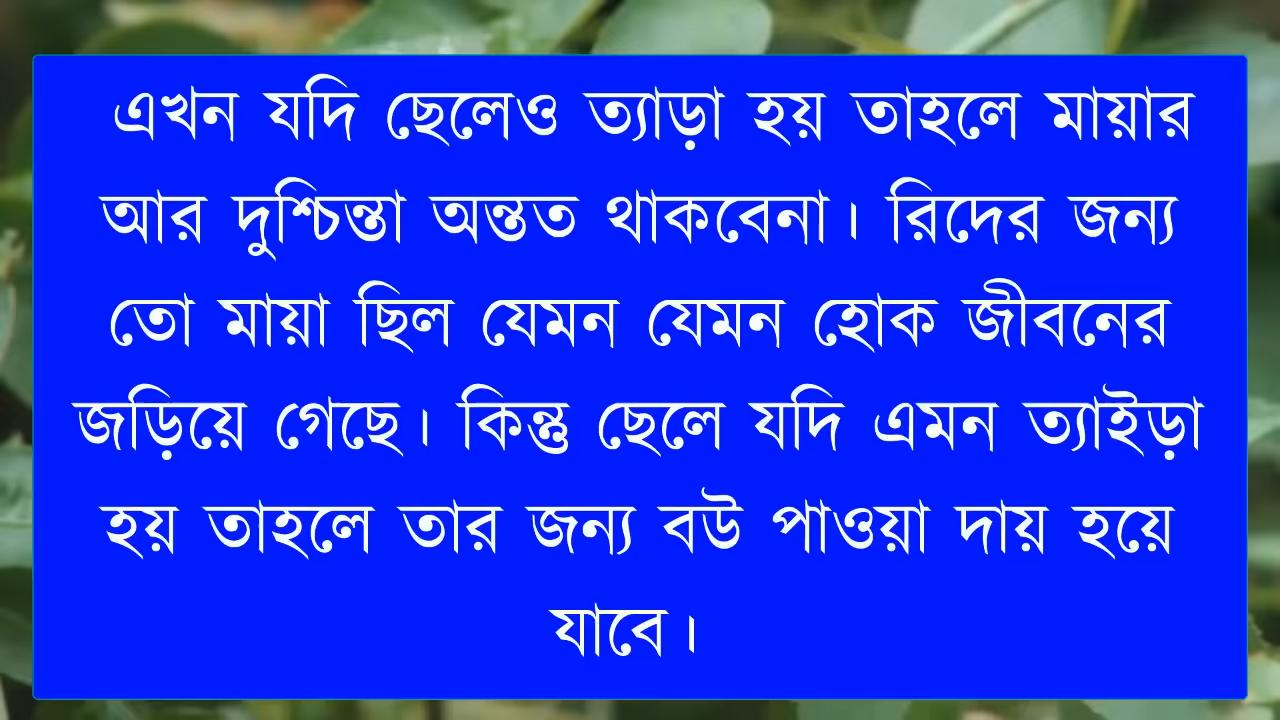 এখন যদি ছেলেও ত্যাড়া হয় তাহলে মায়ার
আর দুশ্চিন্তা অন্তত থাকবেনা। রিদের জন্য
তো মায়া ছিল যেমন যেমন হোক জীবনের
জড়িয়ে গেছে। কিন্তু ছেলে যদি এমন ত্যাইড়া
হয় তাহলে তার জন্য বউ পাওয়া দায় হয়ে
যাবে।